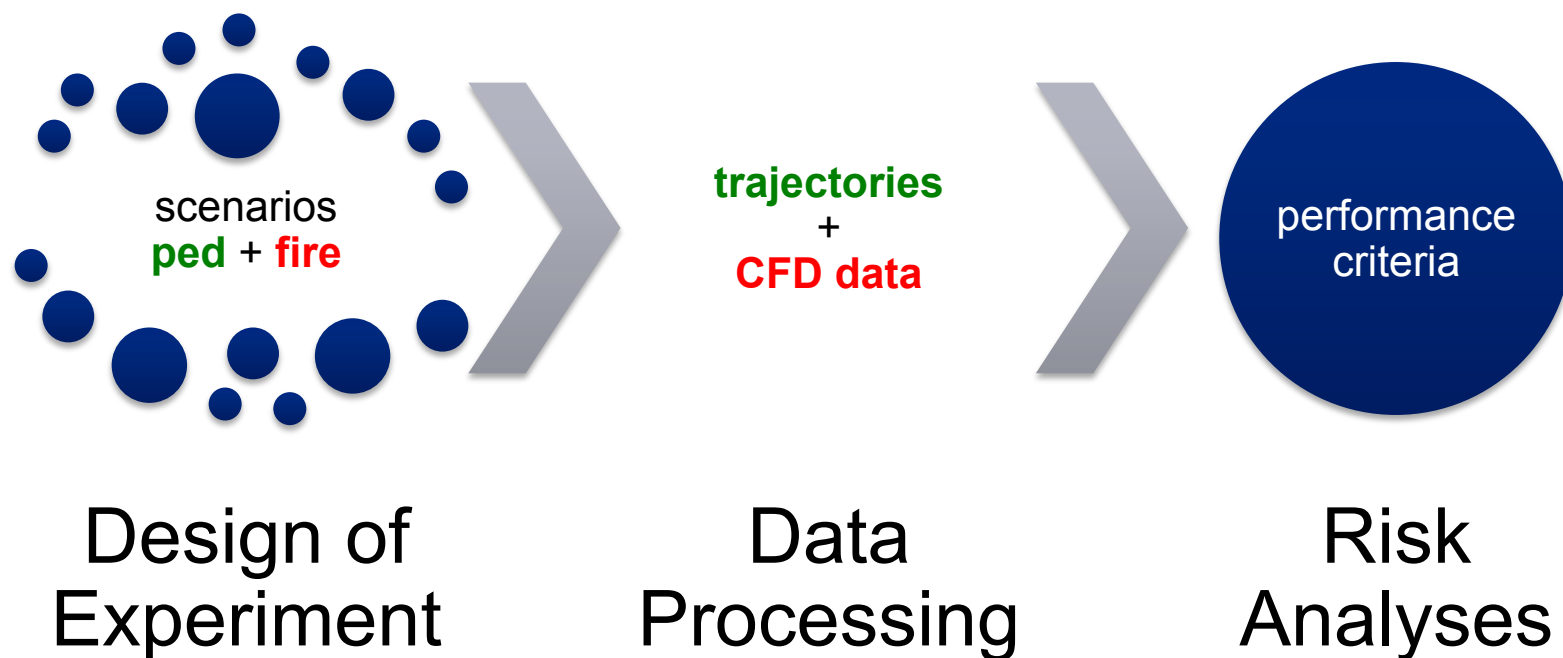 scenarios
ped + fire
trajectories
+
CFD data
performance
criteria
Design of
Experiment
Data
Processing
Risk
Analyses